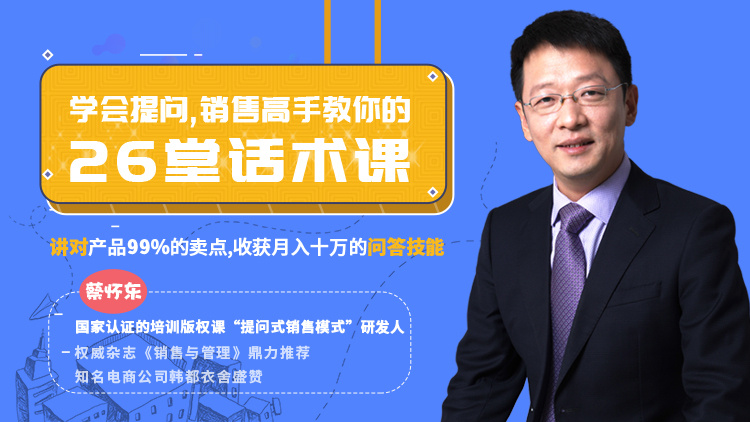 学会提问,销售高手教你的
26堂话术课
讲对产品99%的卖点,收获月入十万的问答技能
蔡怀东
国家认证的培训版权课“提问式销售模式”研发人
权威杂志《销售与管理》鼎力推荐
知名电商公司韩都衣舍盛赞